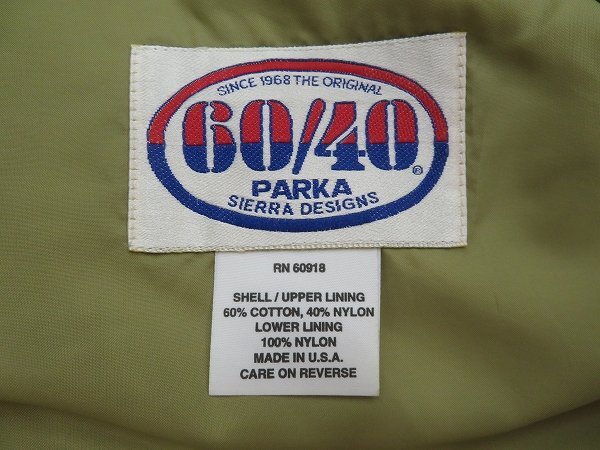 SINCE 1968 THE ORIGINAL
60/40®
PARKA
SIERRA DESIGNS
RN 60918
SHELL / UPPER LINING
60% COTTON, 40% NYLON
LOWER LINING
100% NYLON
MADE IN U.S.A.
CARE ON REVERSE